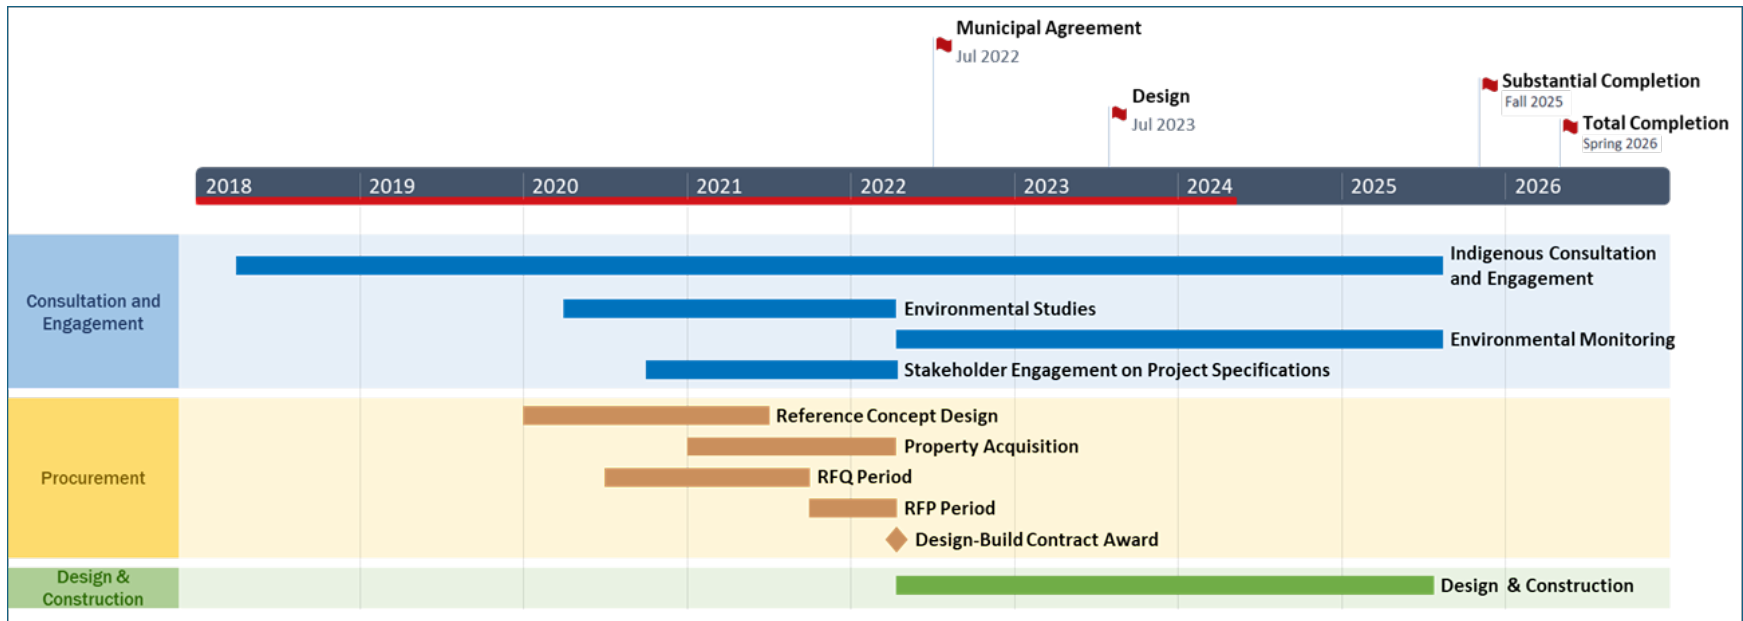 Municipal Agreement
Jul 2022
Substantial Completion
Fall 2025
Design
Jul 2023
Total Completion
Spring 2026
2018 2019 2020 2021 2022 2023 2024 2025 2026
Consultation and
Engagement
Indigenous Consultation
and Engagement
Environmental Studies
Environmental Monitoring
Stakeholder Engagement on Project Specifications
Procurement
Reference Concept Design
Property Acquisition
RFQ Period
RFP Period
Design-Build Contract Award
Design &
Construction
Design & Construction